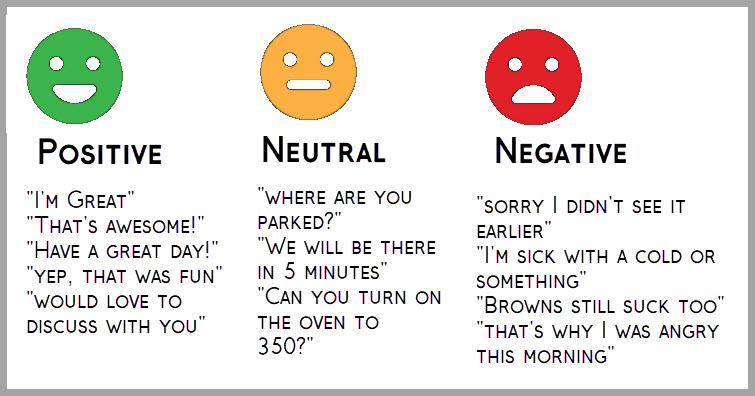 Positive
"I'm Great"
"That's awesome!"
"Have a great day!"
"yep, that was fun"
"would love to
discuss with you"
Neutral
"where are you
parked?"
"We will be there
in 5 minutes"
"Can you turn on
the oven to
350?"
Negative
"sorry I didn't see it
earlier"
"I'm sick with a cold or
something"
"Browns still suck too"
"that's why I was angry
this morning"